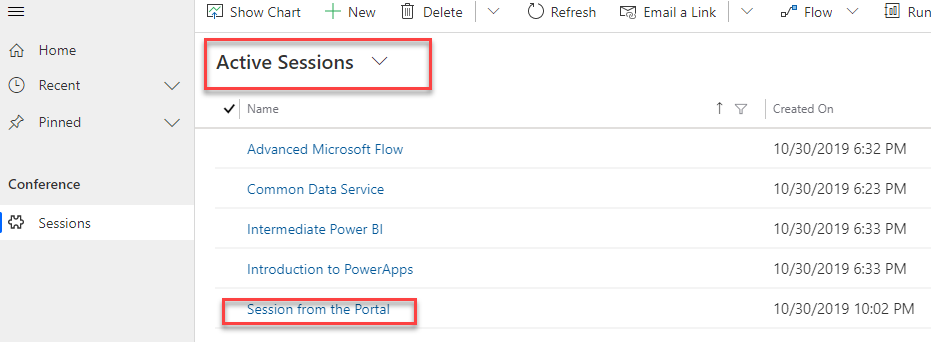 Show Chart New Delete Refresh Email a Link Flow Run
Home
Active Sessions
Recent
Name Created On
Pinned
Advanced Microsoft Flow 10/30/2019 6:32 PM
Conference
Common Data Service 10/30/2019 6:23 PM
Sessions
Intermediate Power BI 10/30/2019 6:33 PM
Introduction to PowerApps 10/30/2019 6:33 PM
Session from the Portal 10/30/2019 10:02 PM